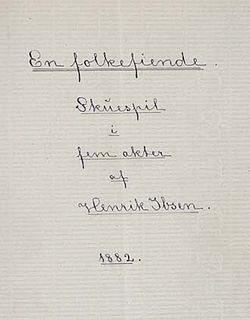 En folkefiende.
Skuespil
i
fem akter
af
Henrik Ibsen.
1882.